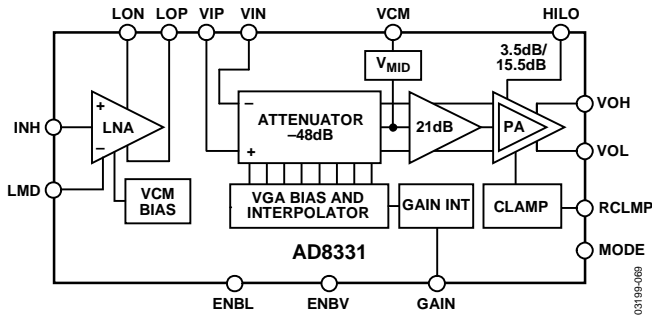 LON LOP VIP VIN VCM HILO
3.5dB/
15.5dB
VMID
+
LNA
–
INH
LMD
VCM
BIAS
–
ATTENUATOR
–48dB
+
21dB
PA
VOH
VOL
VGA BIAS AND
INTERPOLATOR
GAIN INT
CLAMP
RCLMP
MODE
AD8331
ENBL ENBV GAIN
03199-069